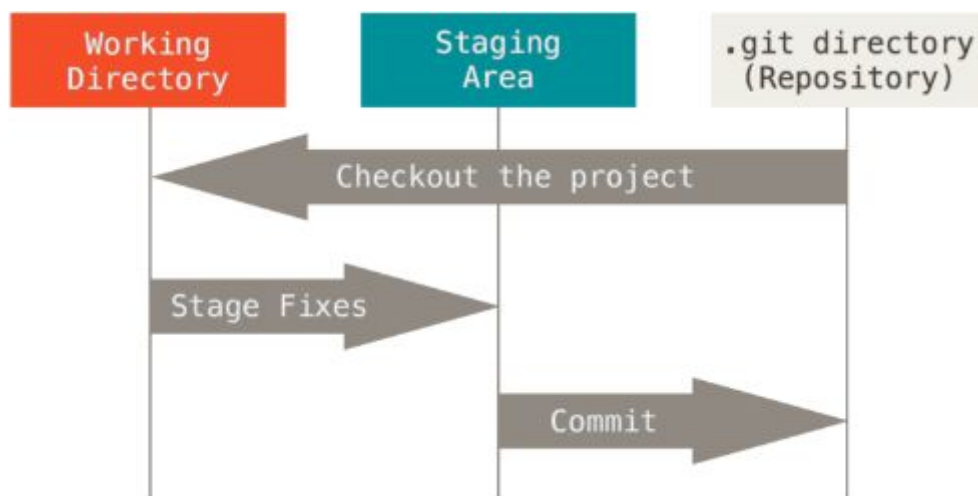 Working
Directory
Staging
Area
.git directory
(Repository)
Checkout the project
Stage Fixes
Commit